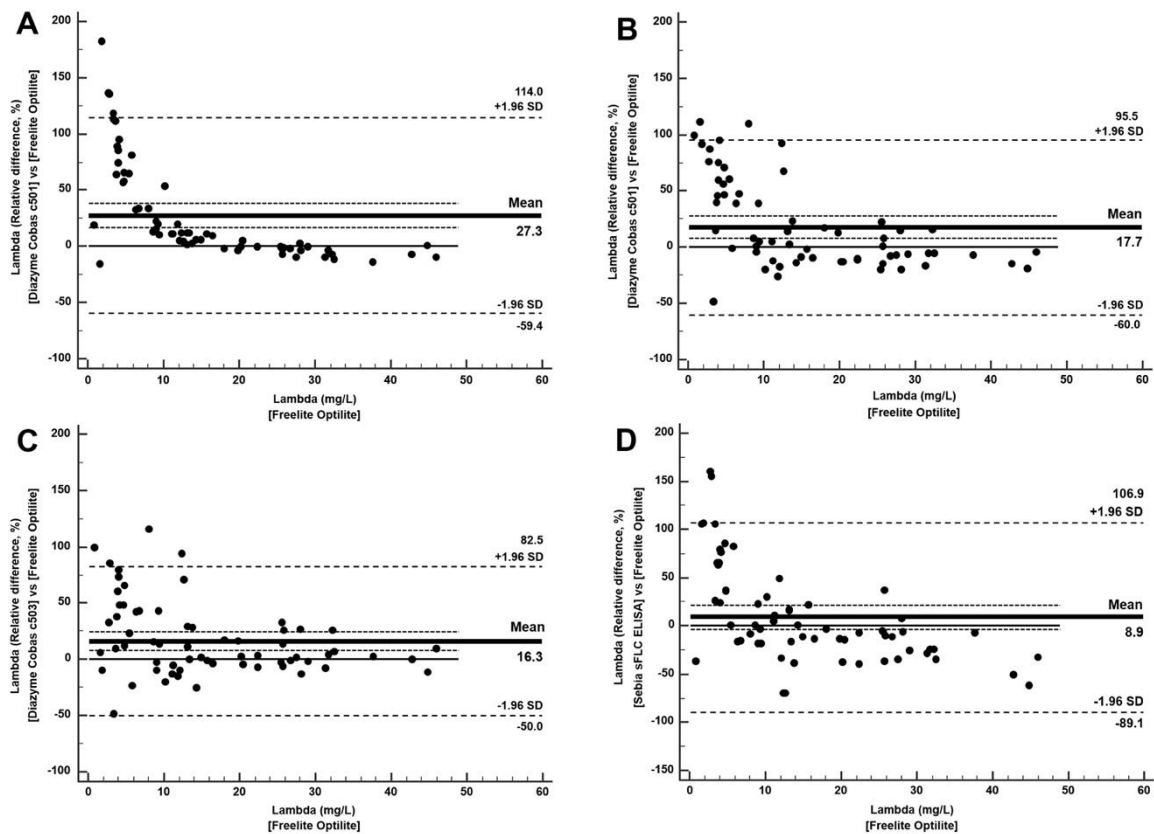 A
Lambda (Relative difference, %)
[Diazyme Cobas c501] vs [Freelite Optilite]
200
150
100
50
0
-50
-100
114.0
+1.96 SD
Mean
27.3
-1.96 SD
-59.4
0 10 20 30 40 50 60
Lambda (mg/L)
[Freelite Optilite]
B
Lambda (Relative difference, %)
[Diazyme Cobas c501] vs [Freelite Optilite]
200
150
100
50
0
-50
-100
95.5
+1.96 SD
Mean
17.7
-1.96 SD
-60.0
0 10 20 30 40 50 60
Lambda (mg/L)
[Freelite Optilite]
C
Lambda (Relative difference, %)
[Diazyme Cobas c503] vs [Freelite Optilite]
200
150
100
50
0
-50
-100
82.5
+1.96 SD
Mean
16.3
-1.96 SD
-50.0
0 10 20 30 40 50 60
Lambda (mg/L)
[Freelite Optilite]
D
Lambda (Relative difference, %)
[Sebia sFLC ELISA] vs [Freelite Optilite]
200
150
100
50
0
-50
-100
-150
106.9
+1.96 SD
Mean
8.9
-1.96 SD
-89.1
0 10 20 30 40 50 60
Lambda (mg/L)
[Freelite Optilite]